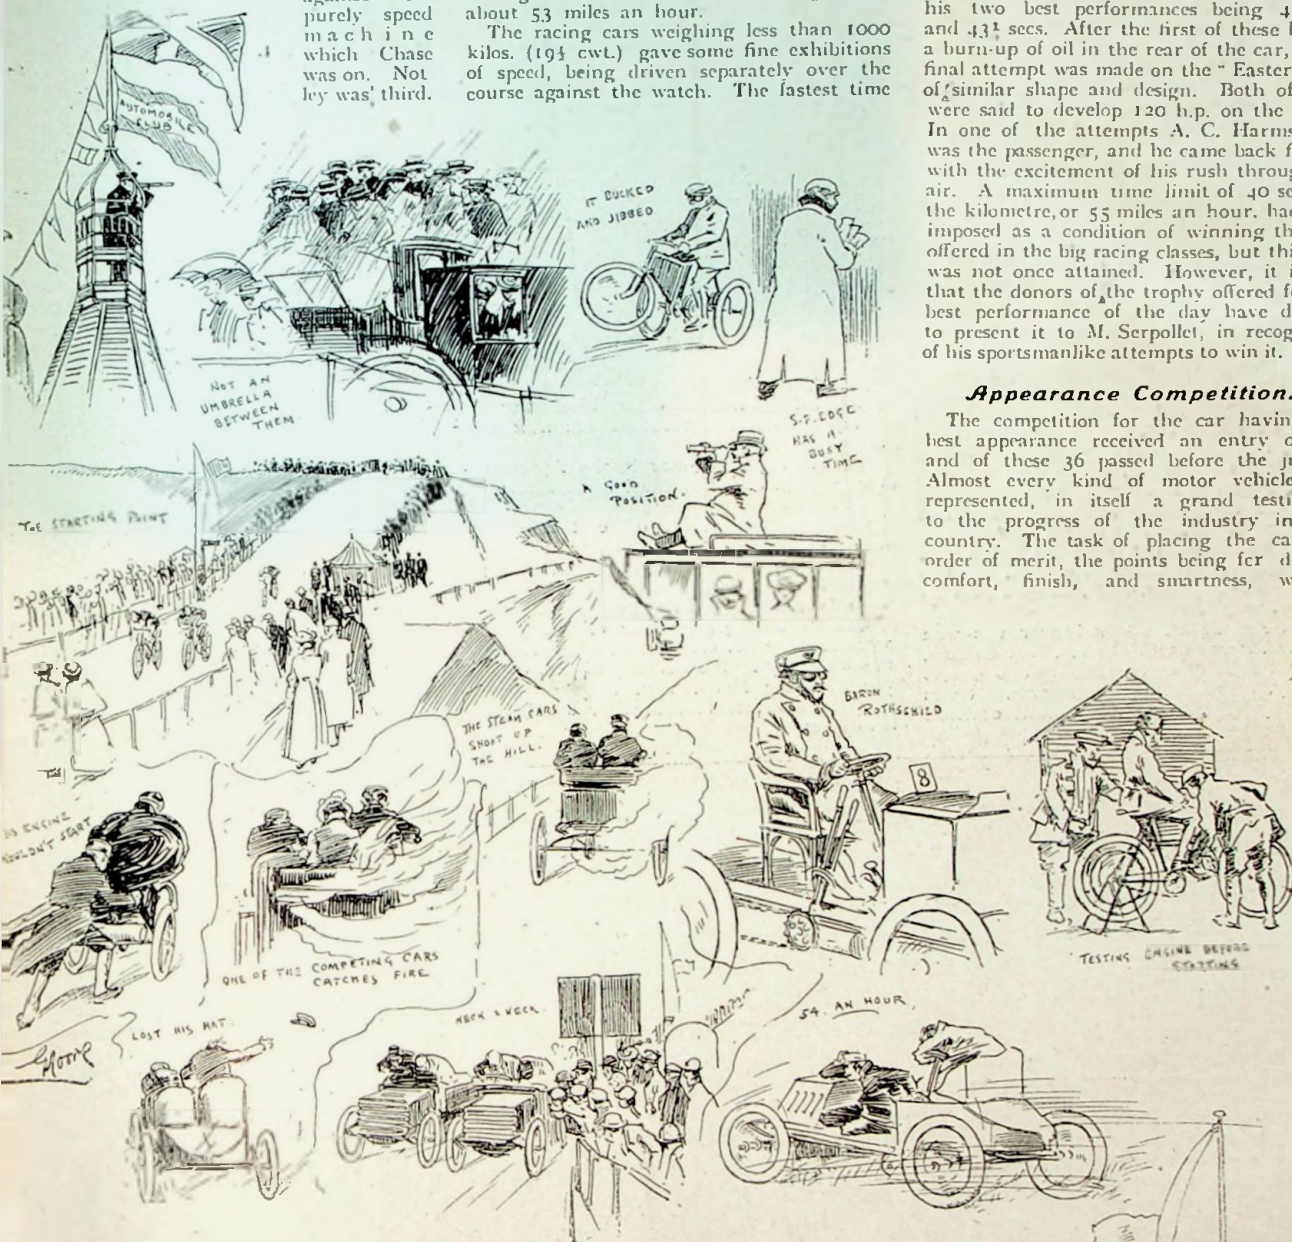 purely speed
machine
which Chase
was on. Not
ley was' third.
about 53 miles an hour.
The racing cars weighing less than 1000
kilos. (19½ cwt.) gave some fine exhibitions
of speed, being driven separately over the
course against the watch. The fastest time
his two best performances being 4
and 43² secs. After the first of these
a burn-up of oil in the rear of the car,
final attempt was made on the "Easter
of similar shape and design. Both of
were said to develop 120 h.p. on the
In one of the attempts A. C. Harms
was the passenger, and he came back f
with the excitement of his rush throug
air. A maximum time limit of 40 se
the kilometre, or 55 miles an hour. had
imposed as a condition of winning th
offered in the big racing classes, but thi
was not once attained. However, it i
that the donors of the trophy offered f
best performance of the day have d
to present it to M. Serpollet, in recog
of his sportsmanlike attempts to win it.
Appearance Competition.
The competition for the car havin
best appearance received an entry o
and of these 36 passed before the ju
Almost every kind of motor vehicle
represented, in itself a grand testi
to the progress of the industry in
country. The task of placing the ca
order of merit, the points being fcr d
comfort, finish, and smartness, w
AUTOMOBILE
CLUB
IT BUCKED
AND JIBBED
NOT AN
UMBRELLA
BETWEEN
THEM
S.F. EDGE
HAS A
BUSY
TIME
A GOOD
POSITION.
THE STARTING POINT
THE STEAM CARS
SHOOT UP
THE HILL.
BARON
ROTHSCHILD
8
ENGINE
WOULDN'T START
ONE OF THE COMPETING CARS
CATCHES FIRE
TESTING ENGINE BEFORE
STARTING
LOST HIS HAT.
NECK & NECK
54. AN HOUR.